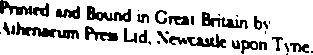 Printed and Bound in Great Britain by
Athenaeum Press Ltd, Newcastle upon Tyne.